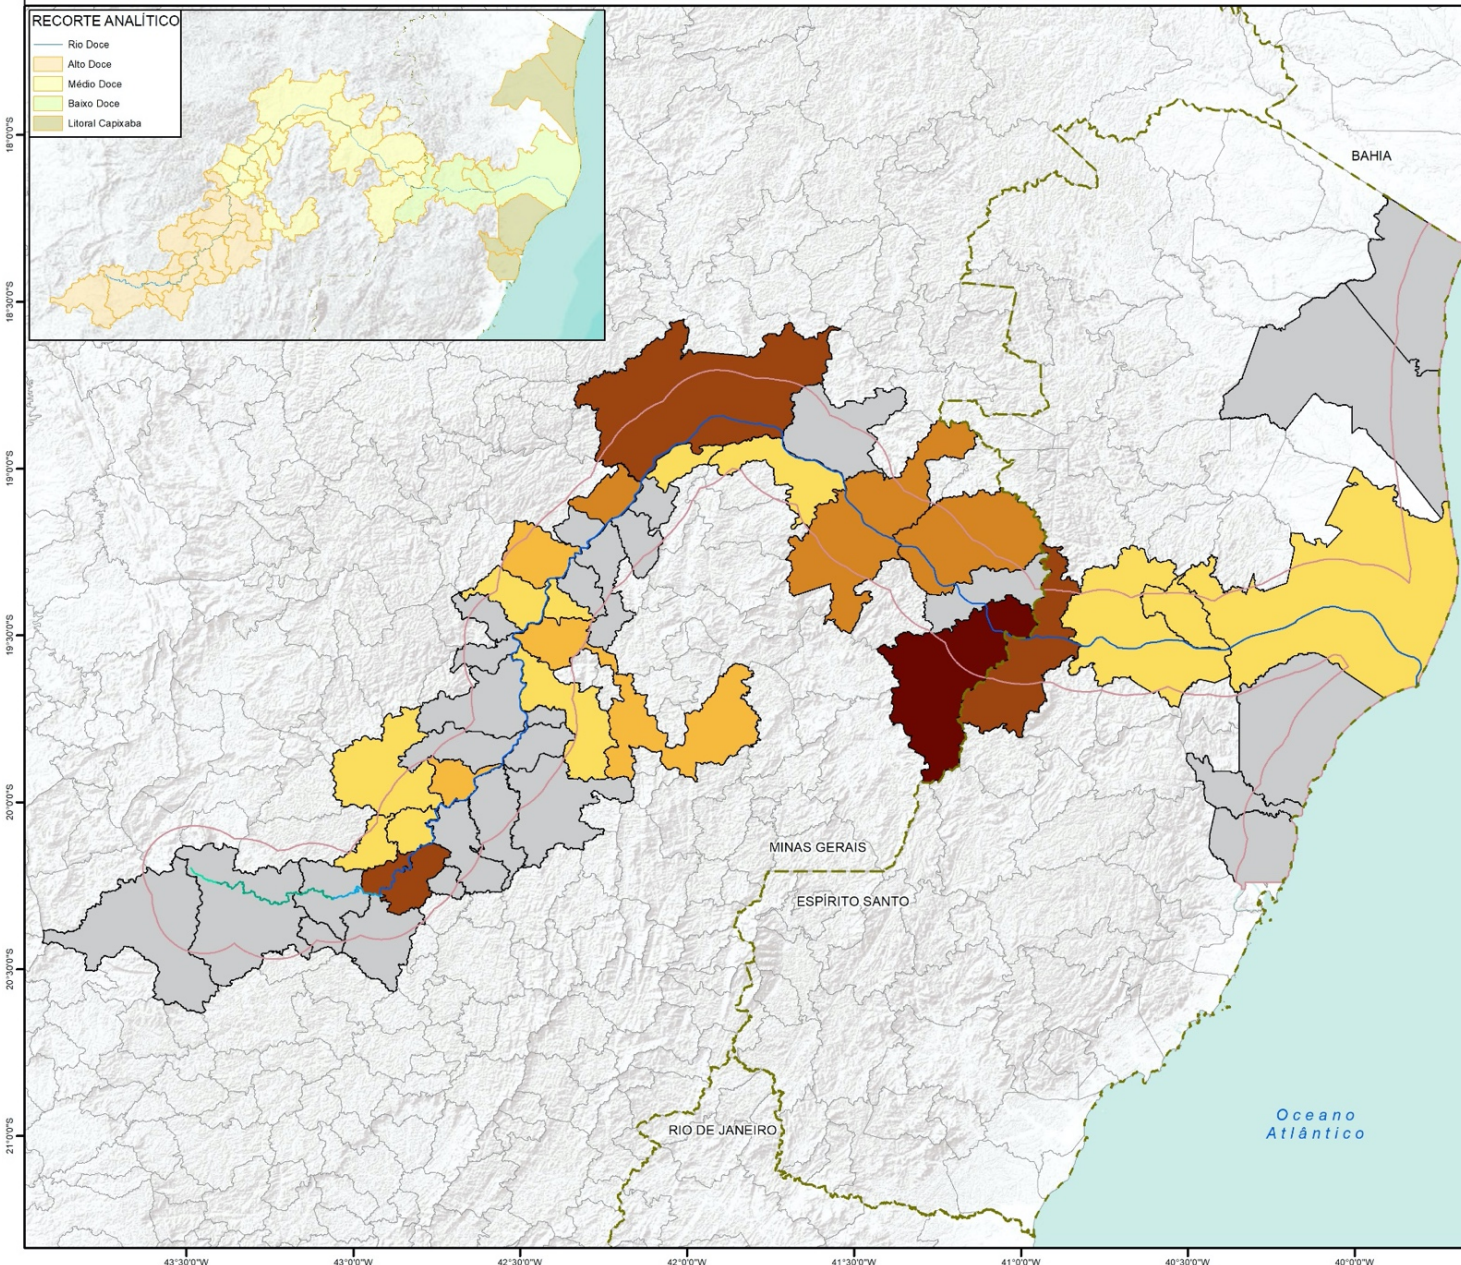 RECORTE ANALÍTICO
Rio Doce
Alto Doce
Médio Doce
Baixo Doce
Litoral Capixaba
BAHIA
MINAS GERAIS
ESPÍRITO SANTO
RIO DE JANEIRO
Oceano
Atlântico
18°0'0"S
18°30'0"S
19°0'0"S
19°30'0"S
20°0'0"S
20°30'0"S
21°0'0"S
43°30'0"W
43°0'0"W
42°30'0"W
42°0'0"W
41°30'0"W
41°0'0"W
40°30'0"W
40°0'0"W